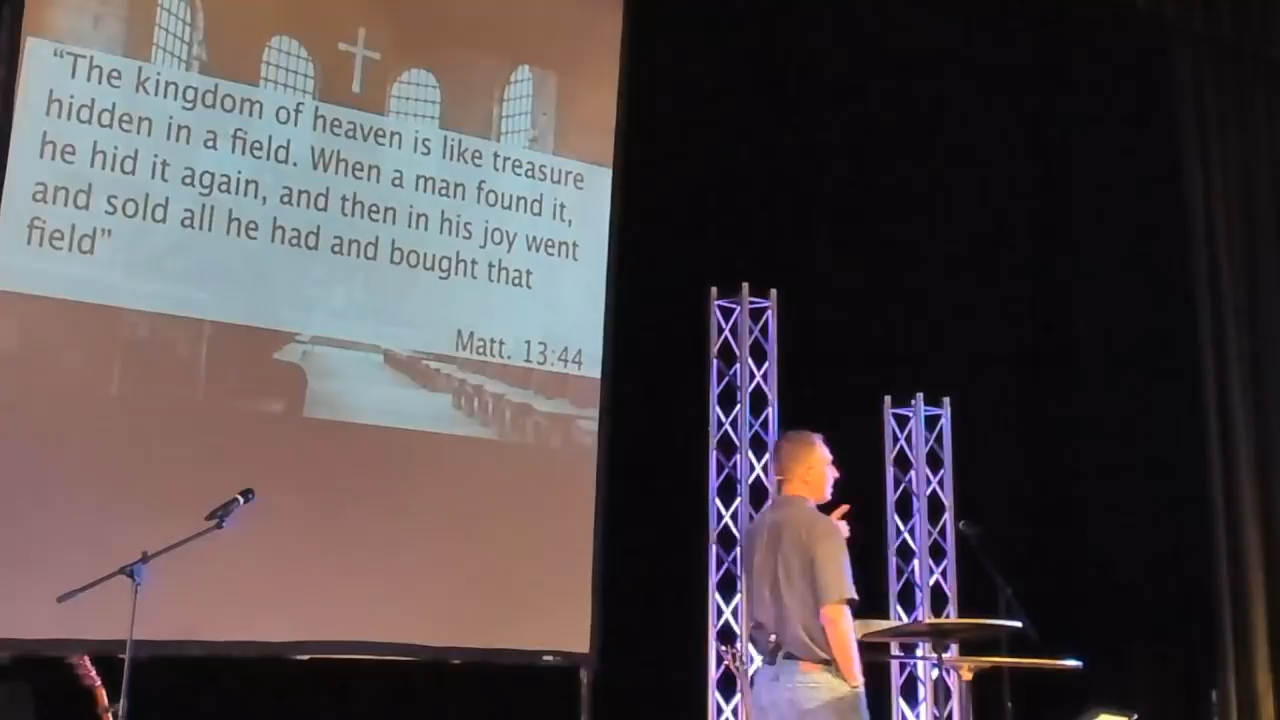 “The kingdom of heaven is like treasure
hidden in a field. When a man found it,
he hid it again, and then in his joy went
and sold all he had and bought that
field”
Matt. 13:44